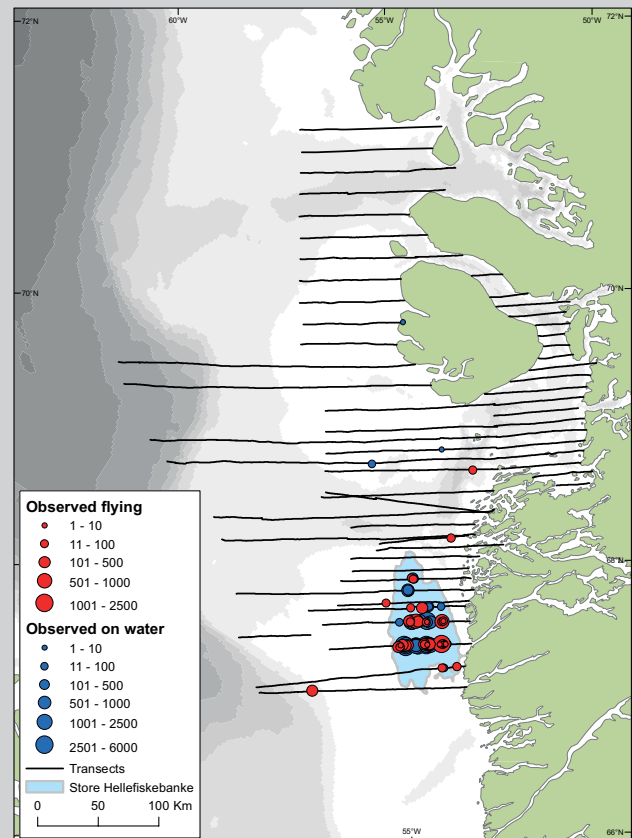 72°N
60°W
55°W
50°W
72°N
70°N
70°N
68°N
66°N
55°W
Observed flying
1 - 10
11 - 100
101 - 500
501 - 1000
1001 - 2500
Observed on water
1 - 10
11 - 100
101 - 500
501 - 1000
1001 - 2500
2501 - 6000
Transects
Store Hellefiskebanke
0 50 100 Km